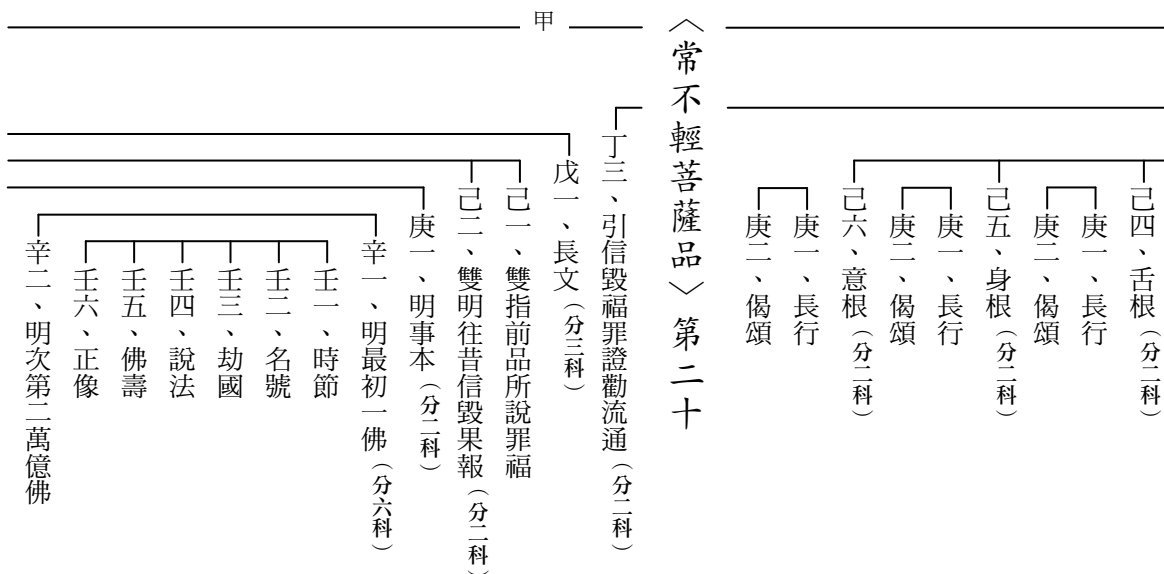 甲
己四、舌根（分二科）
庚一、長行
庚二、偈頌
己五、身根（分二科）
庚一、長行
庚二、偈頌
己六、意根（分二科）
庚一、長行
庚二、偈頌
〈常不輕菩薩品〉第二十
丁三、引信毀福罪證勸流通（分二科）
戊一、長文（分三科）
己一、雙指前品所說罪福
己二、雙明往昔信毀果報（分二科）
庚一、明事本（分二科）
辛一、明最初一佛（分六科）
壬一、時節
壬二、名號
壬三、劫國
壬四、說法
壬五、佛壽
壬六、正像
辛二、明次第二萬億佛